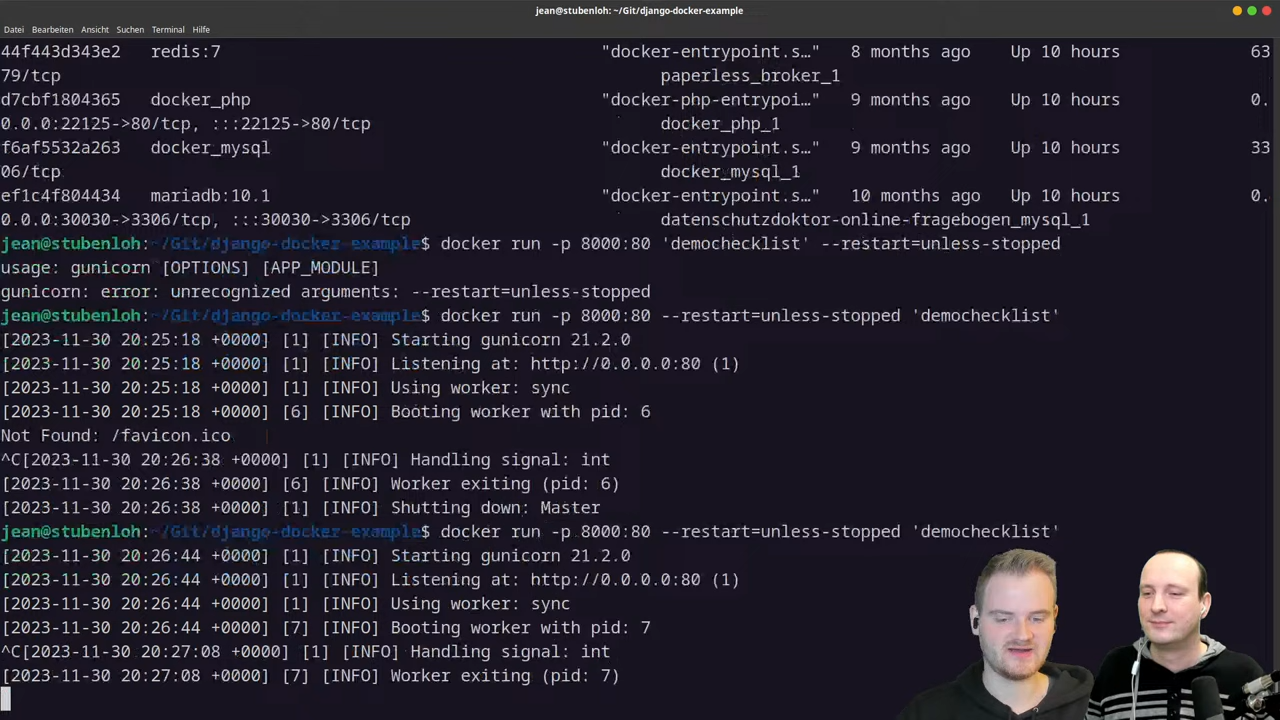 jean@stubenloh: ~/Git/django-docker-example
Datei Bearbeiten Ansicht Suchen Terminal Hilfe
44f443d343e2 redis:7 "docker-entrypoint.s…" 8 months ago Up 10 hours 63
79/tcp paperless_broker_1
d7cbf1804365 docker_php "docker-php-entrypoi…" 9 months ago Up 10 hours 0.
0.0.0:22125->80/tcp, :::22125->80/tcp docker_php_1
f6af5532a263 docker_mysql "docker-entrypoint.s…" 9 months ago Up 10 hours 33
06/tcp docker_mysql_1
ef1c4f804434 mariadb:10.1 "docker-entrypoint.s…" 10 months ago Up 10 hours 0.
0.0.0:30030->3306/tcp, :::30030->3306/tcp datenschutzdoktor-online-fragebogen_mysql_1
jean@stubenloh:~/Git/django-docker-example$ docker run -p 8000:80 'demochecklist' --restart=unless-stopped
usage: gunicorn [OPTIONS] [APP_MODULE]
gunicorn: error: unrecognized arguments: --restart=unless-stopped
jean@stubenloh:~/Git/django-docker-example$ docker run -p 8000:80 --restart=unless-stopped 'demochecklist'
[2023-11-30 20:25:18 +0000] [1] [INFO] Starting gunicorn 21.2.0
[2023-11-30 20:25:18 +0000] [1] [INFO] Listening at: http://0.0.0.0:80 (1)
[2023-11-30 20:25:18 +0000] [1] [INFO] Using worker: sync
[2023-11-30 20:25:18 +0000] [6] [INFO] Booting worker with pid: 6
Not Found: /favicon.ico
^C[2023-11-30 20:26:38 +0000] [1] [INFO] Handling signal: int
[2023-11-30 20:26:38 +0000] [6] [INFO] Worker exiting (pid: 6)
[2023-11-30 20:26:38 +0000] [1] [INFO] Shutting down: Master
jean@stubenloh:~/Git/django-docker-example$ docker run -p 8000:80 --restart=unless-stopped 'demochecklist'
[2023-11-30 20:26:44 +0000] [1] [INFO] Starting gunicorn 21.2.0
[2023-11-30 20:26:44 +0000] [1] [INFO] Listening at: http://0.0.0.0:80 (1)
[2023-11-30 20:26:44 +0000] [1] [INFO] Using worker: sync
[2023-11-30 20:26:44 +0000] [7] [INFO] Booting worker with pid: 7
^C[2023-11-30 20:27:08 +0000] [1] [INFO] Handling signal: int
[2023-11-30 20:27:08 +0000] [7] [INFO] Worker exiting (pid: 7)